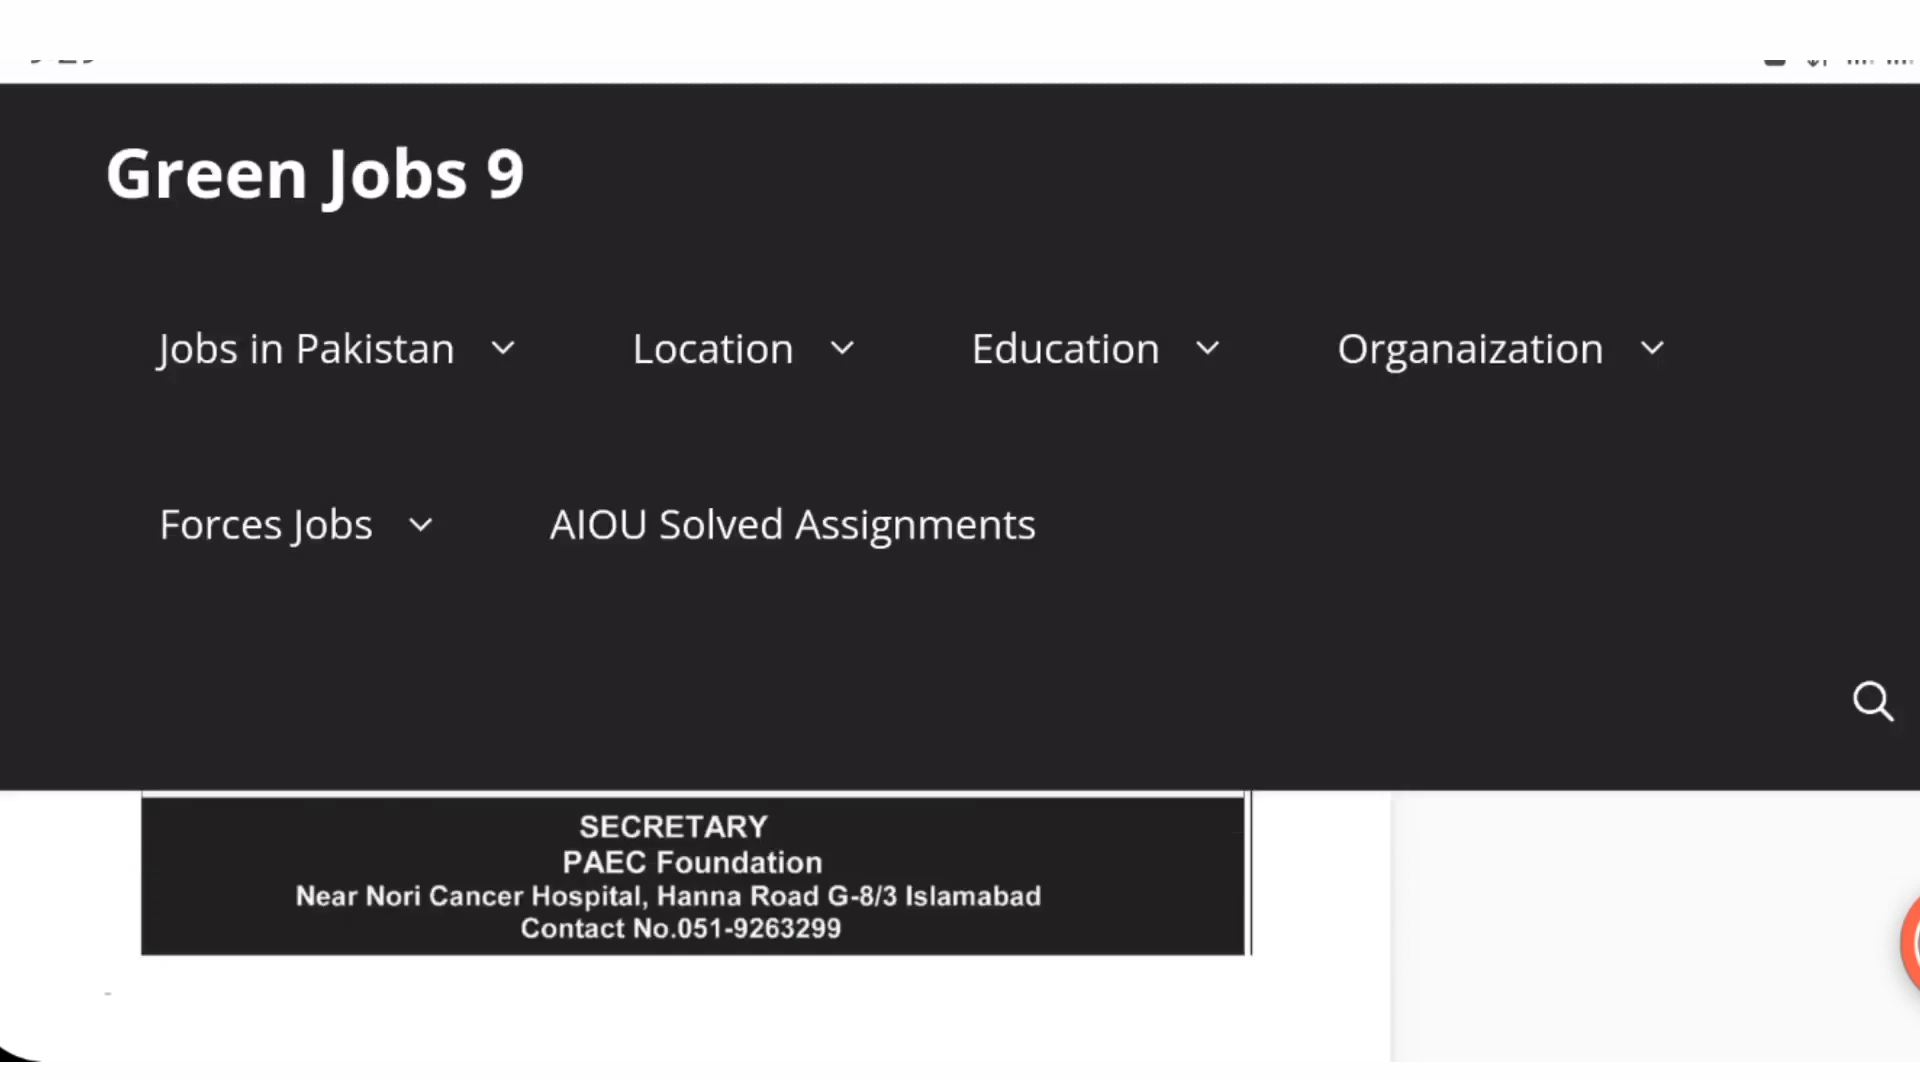 Green Jobs 9
Jobs in Pakistan Location Education Organaization
Forces Jobs AIOU Solved Assignments
SECRETARY
PAEC Foundation
Near Nori Cancer Hospital, Hanna Road G-8/3 Islamabad
Contact No.051-9263299